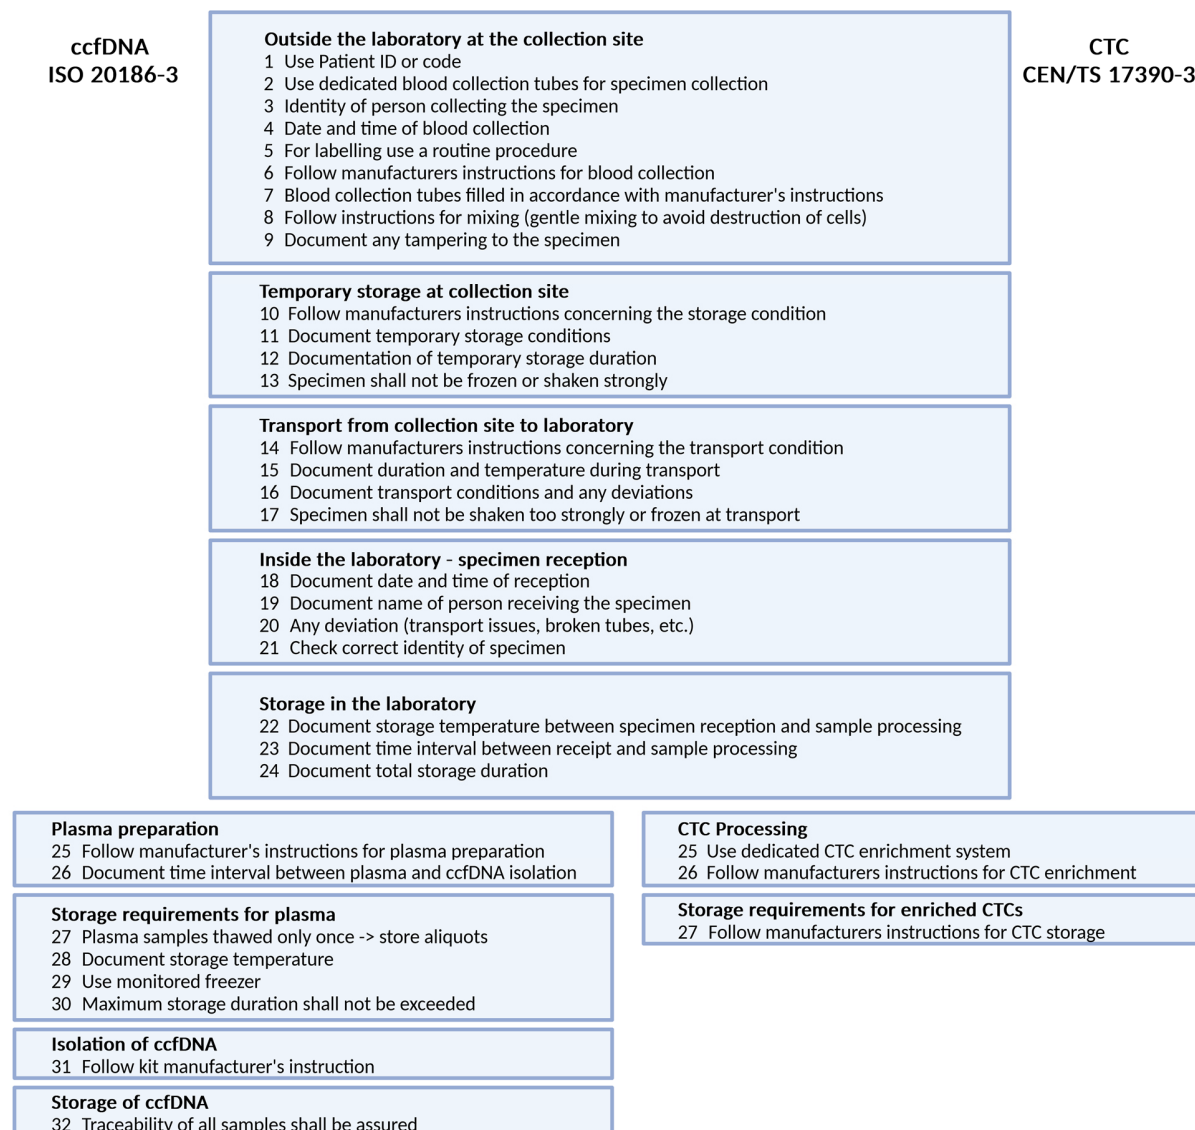 ccfDNA
ISO 20186-3
CTC
CEN/TS 17390-3
Outside the laboratory at the collection site
1 Use Patient ID or code
2 Use dedicated blood collection tubes for specimen collection
3 Identity of person collecting the specimen
4 Date and time of blood collection
5 For labelling use a routine procedure
6 Follow manufacturers instructions for blood collection
7 Blood collection tubes filled in accordance with manufacturer's instructions
8 Follow instructions for mixing (gentle mixing to avoid destruction of cells)
9 Document any tampering to the specimen
Temporary storage at collection site
10 Follow manufacturers instructions concerning the storage condition
11 Document temporary storage conditions
12 Documentation of temporary storage duration
13 Specimen shall not be frozen or shaken strongly
Transport from collection site to laboratory
14 Follow manufacturers instructions concerning the transport condition
15 Document duration and temperature during transport
16 Document transport conditions and any deviations
17 Specimen shall not be shaken too strongly or frozen at transport
Inside the laboratory - specimen reception
18 Document date and time of reception
19 Document name of person receiving the specimen
20 Any deviation (transport issues, broken tubes, etc.)
21 Check correct identity of specimen
Storage in the laboratory
22 Document storage temperature between specimen reception and sample processing
23 Document time interval between receipt and sample processing
24 Document total storage duration
Plasma preparation
25 Follow manufacturer's instructions for plasma preparation
26 Document time interval between plasma and ccfDNA isolation
Storage requirements for plasma
27 Plasma samples thawed only once -> store aliquots
28 Document storage temperature
29 Use monitored freezer
30 Maximum storage duration shall not be exceeded
Isolation of ccfDNA
31 Follow kit manufacturer's instruction
Storage of ccfDNA
32 Traceability of all samples shall be assured
CTC Processing
25 Use dedicated CTC enrichment system
26 Follow manufacturers instructions for CTC enrichment
Storage requirements for enriched CTCs
27 Follow manufacturers instructions for CTC storage